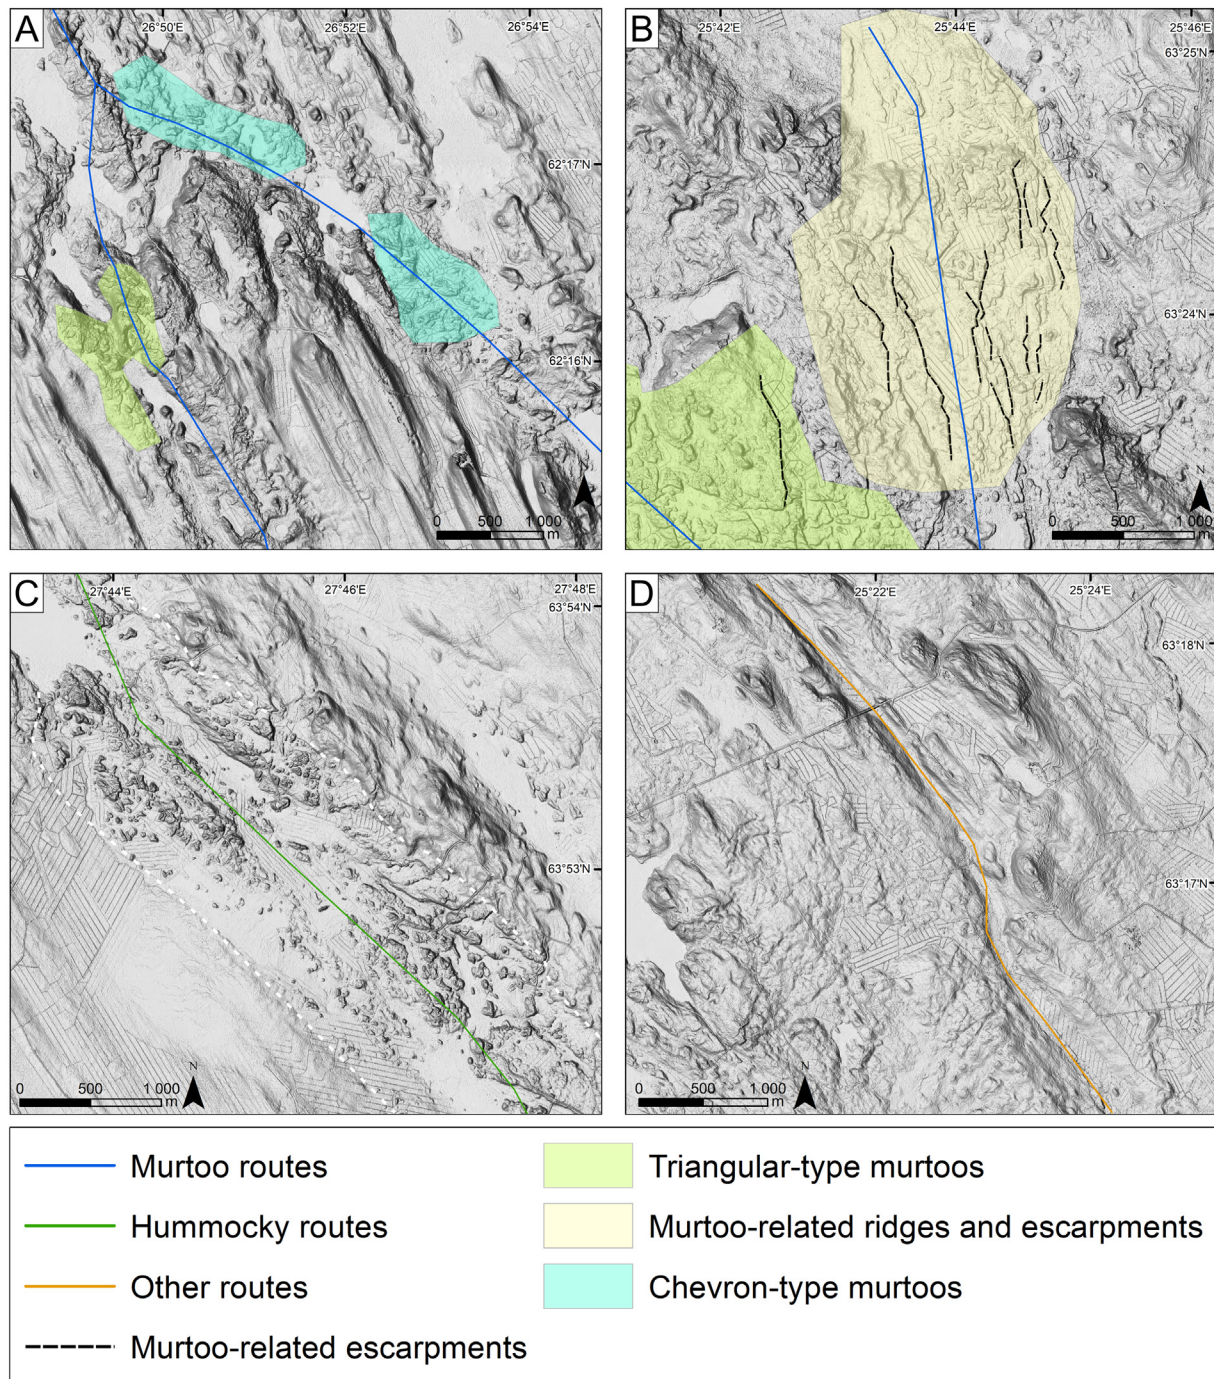 A
26°50'E
26°52'E
26°54'E
62°17'N
62°16'N
N
0 500 1 000
m
B
25°42'E
25°44'E
25°46'E
63°25'N
63°24'N
N
0 500 1 000
m
C
27°44'E
27°46'E
27°48'E
63°54'N
63°53'N
N
0 500 1 000
m
D
25°22'E
25°24'E
63°18'N
63°17'N
N
0 500 1 000
m
Murtoo routes
Hummocky routes
Other routes
Murtoo-related escarpments
Triangular-type murtoos
Murtoo-related ridges and escarpments
Chevron-type murtoos